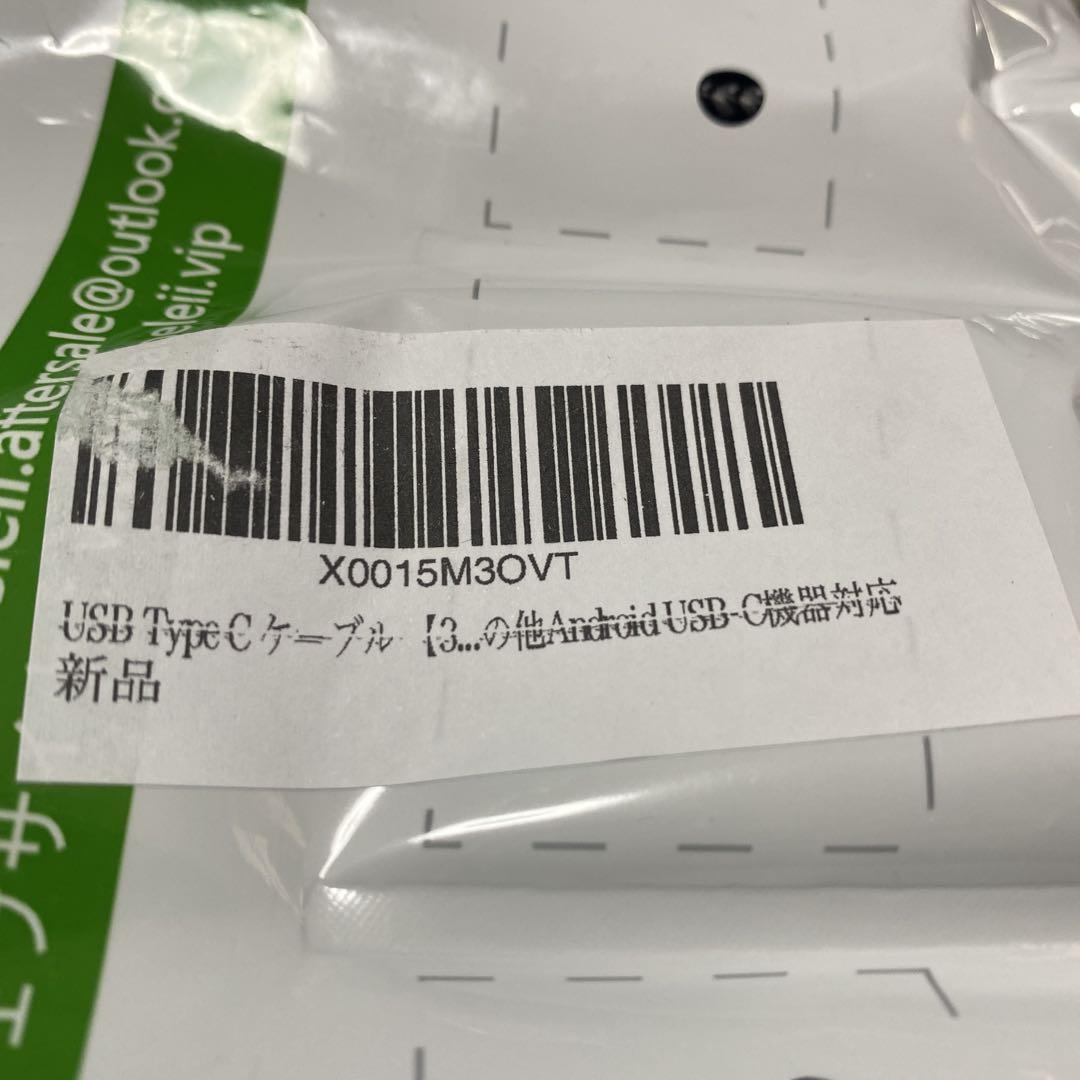 X0015M3OVT
USB Type C ケーブル 【3...の他Android USB-C機器対応
新品
.aftersale@outlook.
eleii.vip